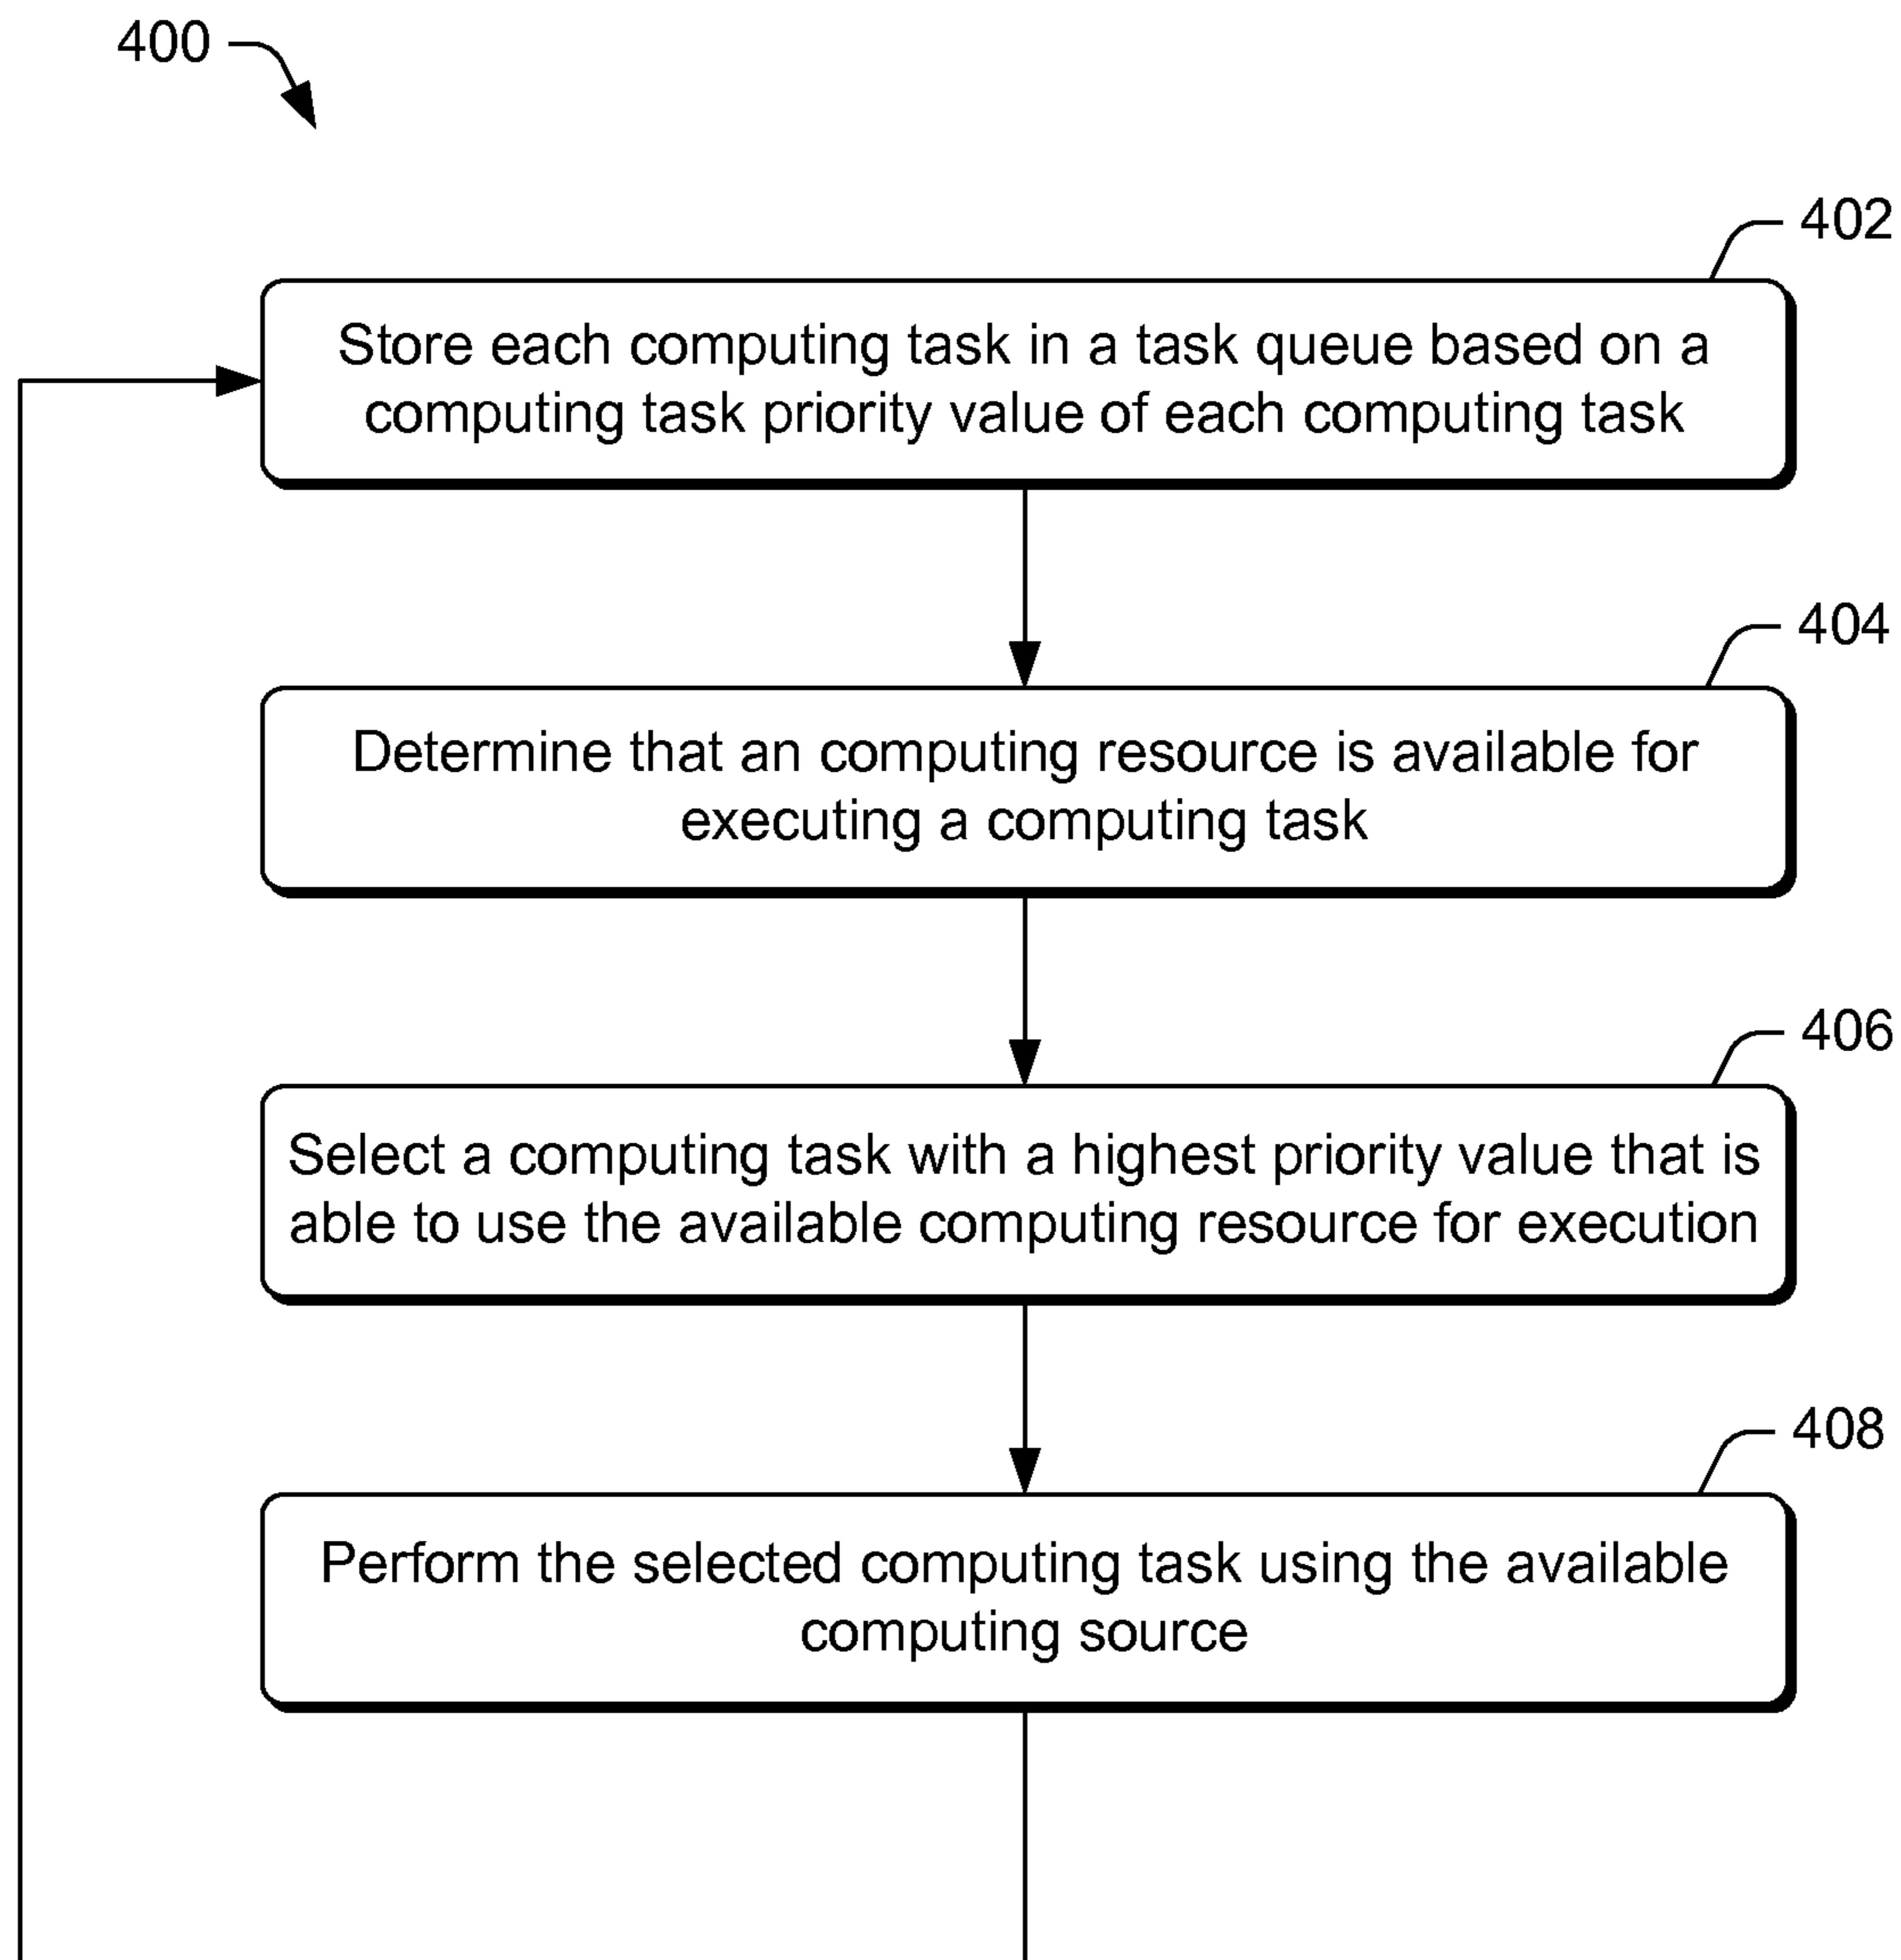 400
402
Store each computing task in a task queue based on a
computing task priority value of each computing task
404
Determine that an computing resource is available for
executing a computing task
406
Select a computing task with a highest priority value that is
able to use the available computing resource for execution
408
Perform the selected computing task using the available
computing source